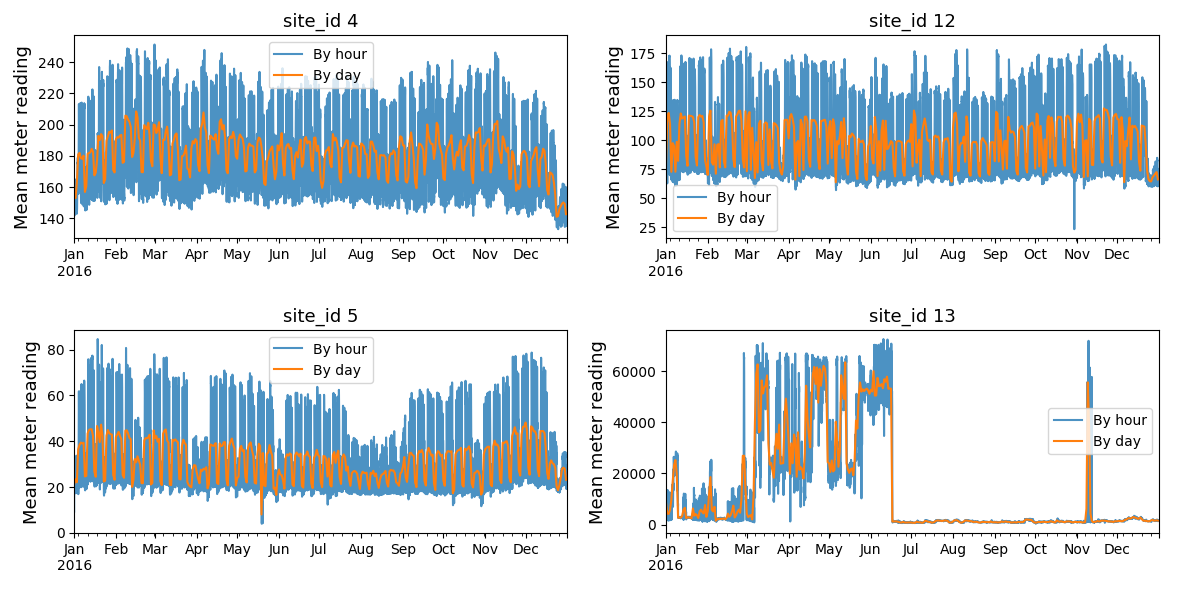 site_id 4
Mean meter reading
240
220
200
180
160
140
By hour
By day
Jan Feb Mar Apr May Jun Jul Aug Sep Oct Nov Dec
2016
site_id 12
Mean meter reading
175
150
125
100
75
50
25
By hour
By day
Jan Feb Mar Apr May Jun Jul Aug Sep Oct Nov Dec
2016
site_id 5
Mean meter reading
80
60
40
20
0
By hour
By day
Jan Feb Mar Apr May Jun Jul Aug Sep Oct Nov Dec
2016
site_id 13
Mean meter reading
60000
40000
20000
0
By hour
By day
Jan Feb Mar Apr May Jun Jul Aug Sep Oct Nov Dec
2016